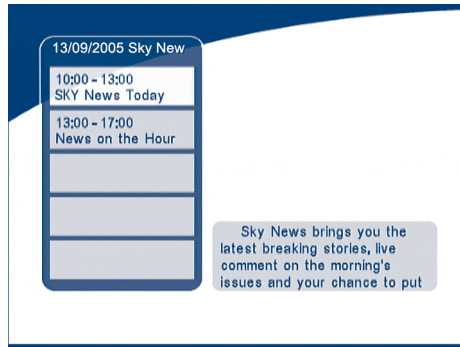 13/09/2005 Sky New
10:00 - 13:00
SKY News Today
13:00 - 17:00
News on the Hour
Sky News brings you the
latest breaking stories, live
comment on the morning's
issues and your chance to put